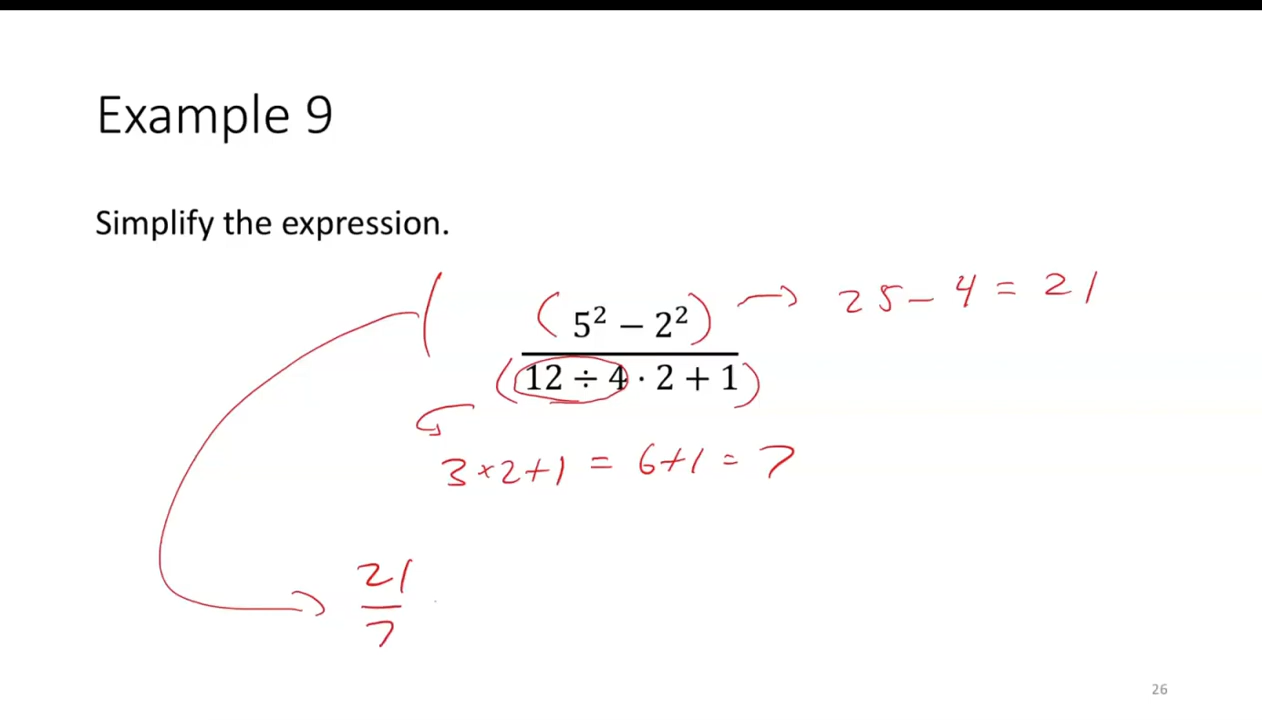 Example 9
Simplify the expression.
(5² − 2²) → 25 − 4 = 21
(12 ÷ 4 · 2 + 1)
3 × 2 + 1 = 6 + 1 = 7
21
7
26